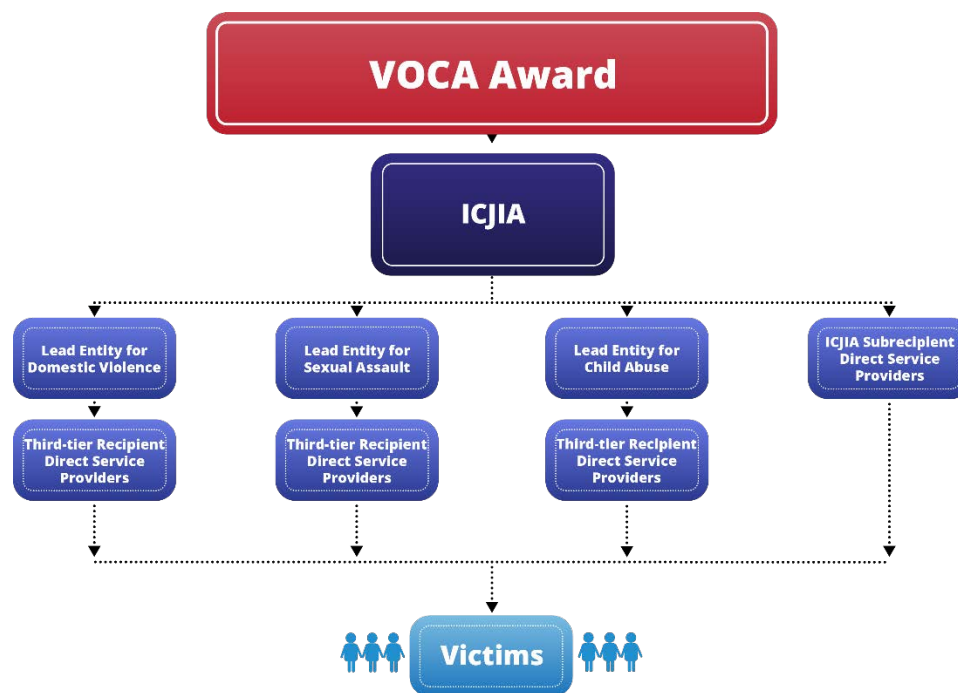 VOCA Award
ICJIA
Lead Entity for
Domestic Violence
Lead Entity for
Sexual Assault
Lead Entity for
Child Abuse
ICJIA Subrecipient
Direct Service
Providers
Third-tier Recipient
Direct Service
Providers
Third-tier Recipient
Direct Service
Providers
Third-tier Recipient
Direct Service
Providers
Victims